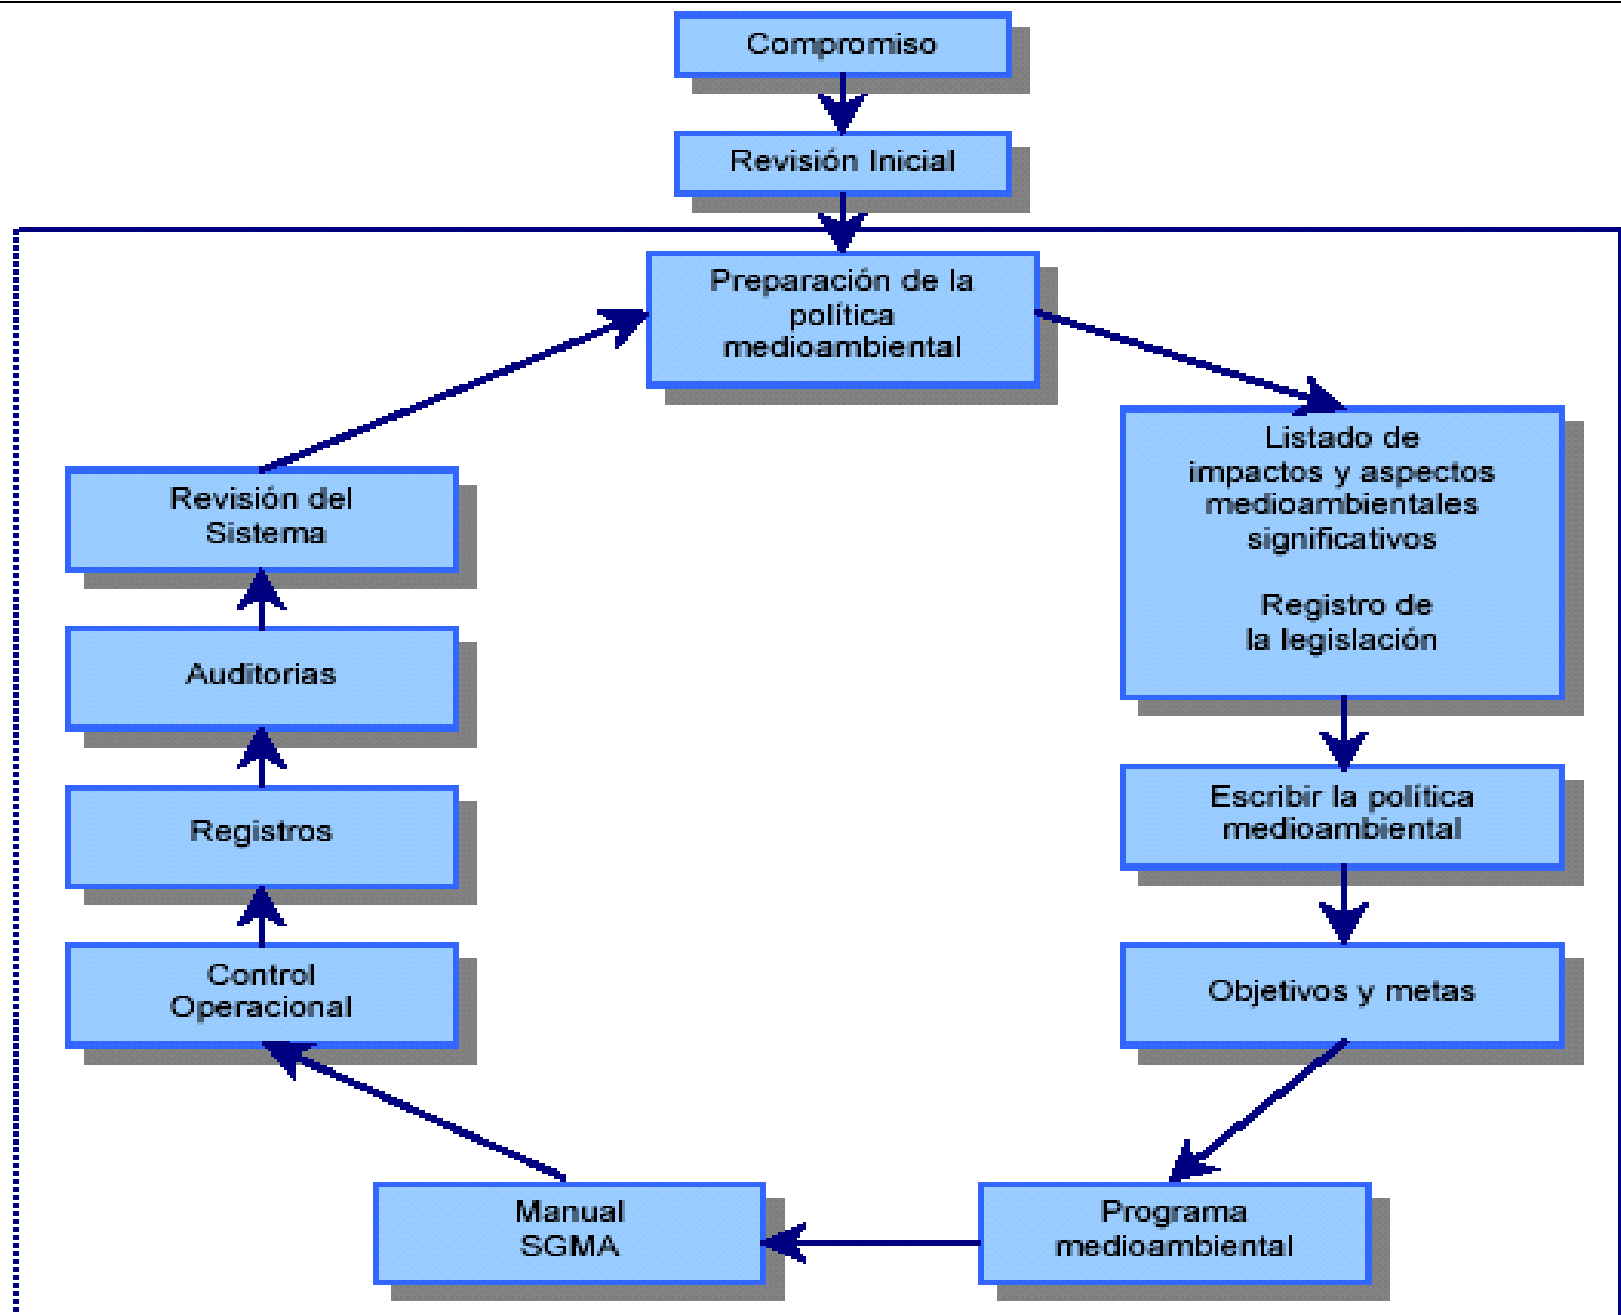 Compromiso
Revisión Inicial
Preparación de la
política
medioambiental
Listado de
impactos y aspectos
medioambientales
significativos
Registro de
la legislación
Escribir la política
medioambiental
Objetivos y metas
Programa
medioambiental
Manual
SGMA
Control
Operacional
Registros
Auditorias
Revisión del
Sistema